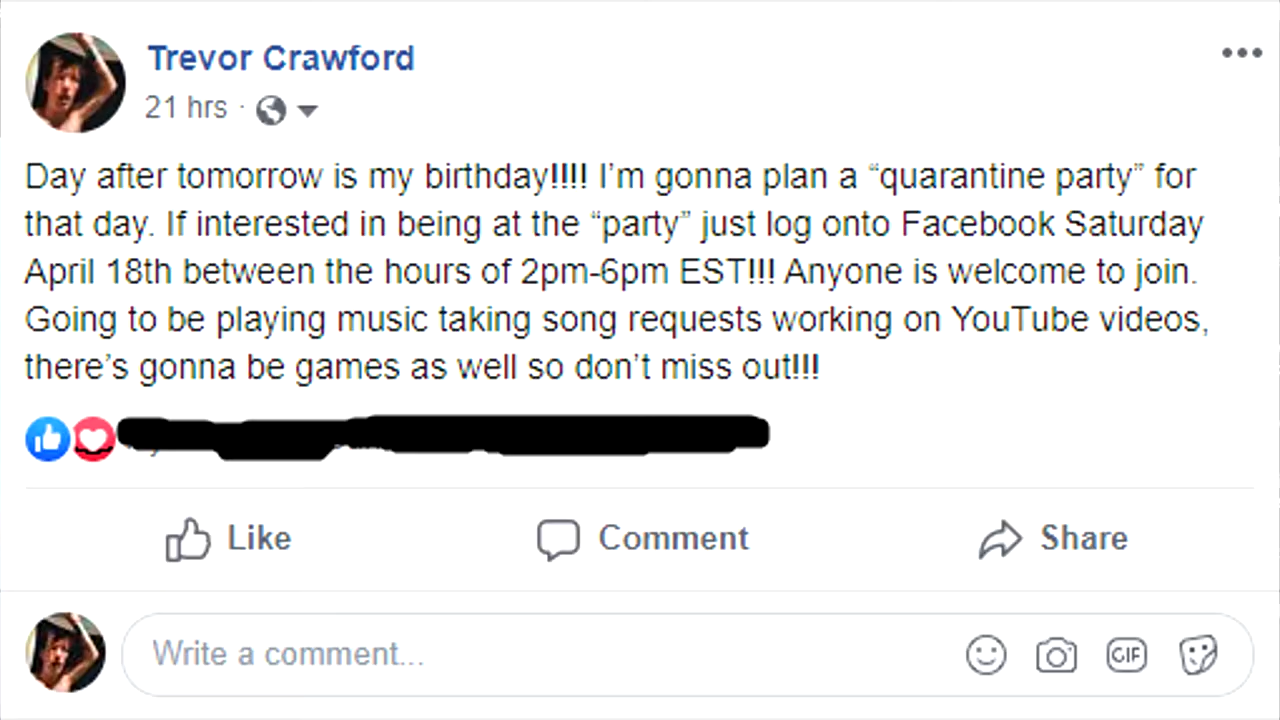 Trevor Crawford
21 hrs ·
Day after tomorrow is my birthday!!!! I’m gonna plan a “quarantine party” for
that day. If interested in being at the “party” just log onto Facebook Saturday
April 18th between the hours of 2pm-6pm EST!!! Anyone is welcome to join.
Going to be playing music taking song requests working on YouTube videos,
there’s gonna be games as well so don’t miss out!!!
Like Comment Share
Write a comment... GIF